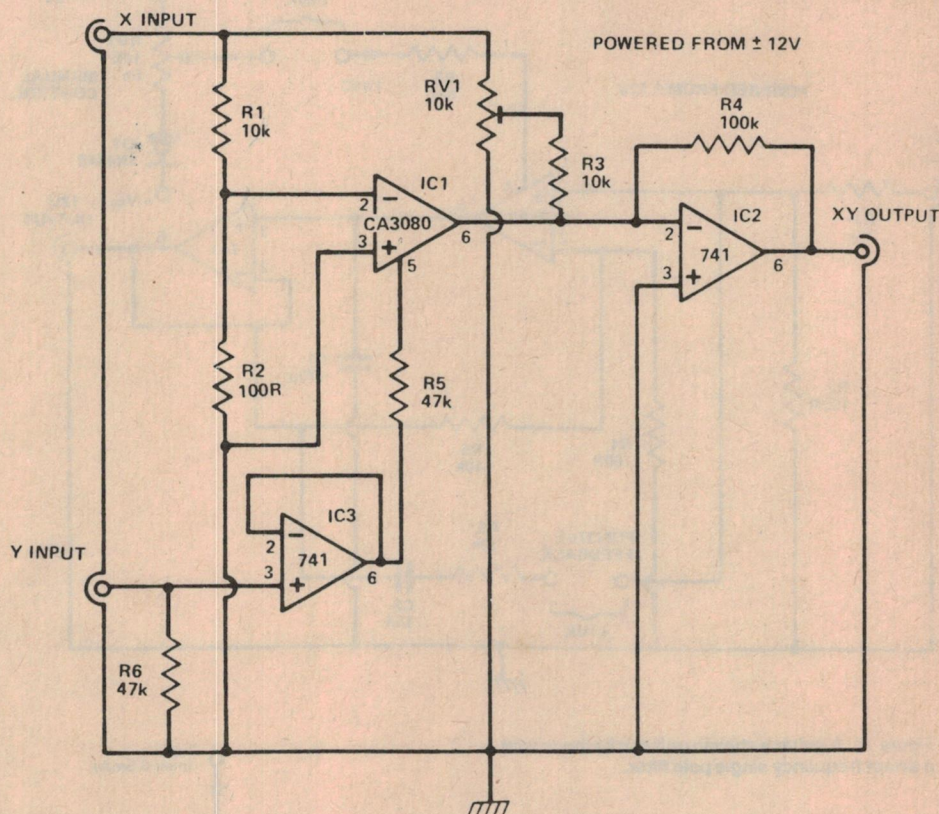 X INPUT
POWERED FROM ± 12V
R1
10k
RV1
10k
R4
100k
R3
10k
IC1
−
2
CA3080
3
+
5
6
IC2
−
2
741
3
+
6
XY OUTPUT
R2
100R
R5
47k
IC3
−
2
741
3
+
6
Y INPUT
R6
47k